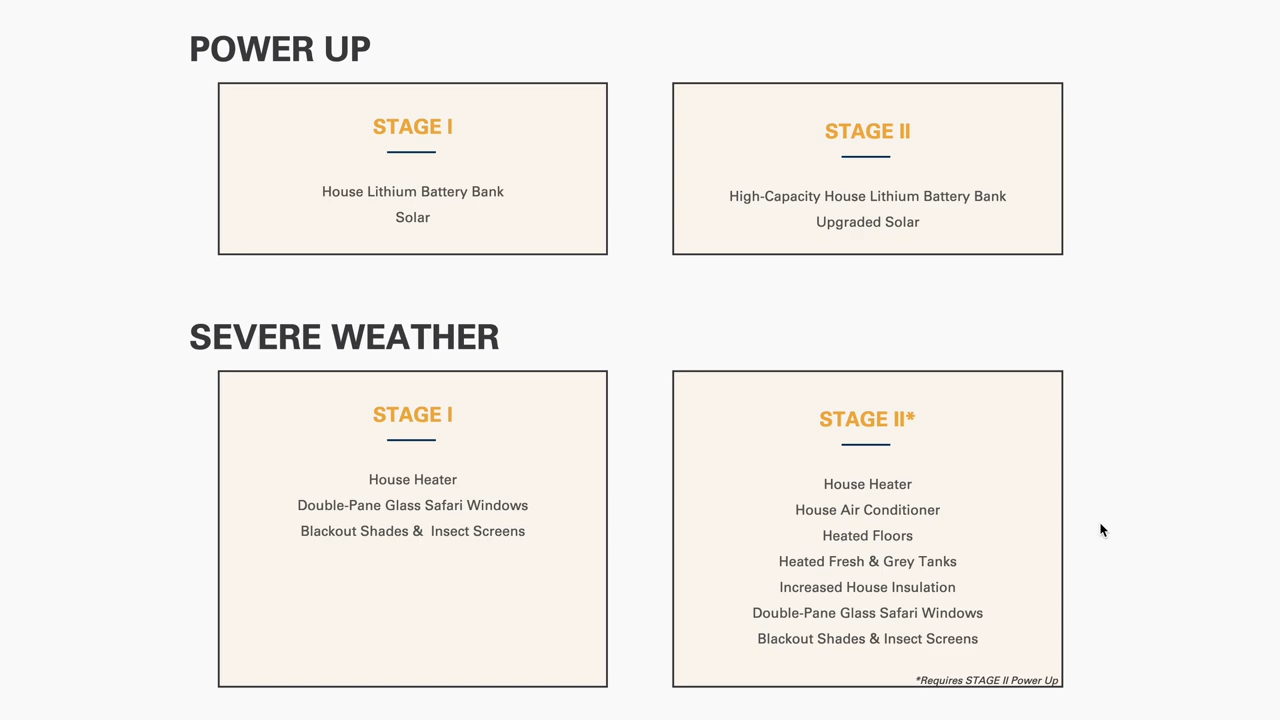 POWER UP
STAGE I
House Lithium Battery Bank
Solar
STAGE II
High-Capacity House Lithium Battery Bank
Upgraded Solar
SEVERE WEATHER
STAGE I
House Heater
Double-Pane Glass Safari Windows
Blackout Shades &  Insect Screens
STAGE II*
House Heater
House Air Conditioner
Heated Floors
Heated Fresh & Grey Tanks
Increased House Insulation
Double-Pane Glass Safari Windows
Blackout Shades & Insect Screens
*Requires STAGE II Power Up